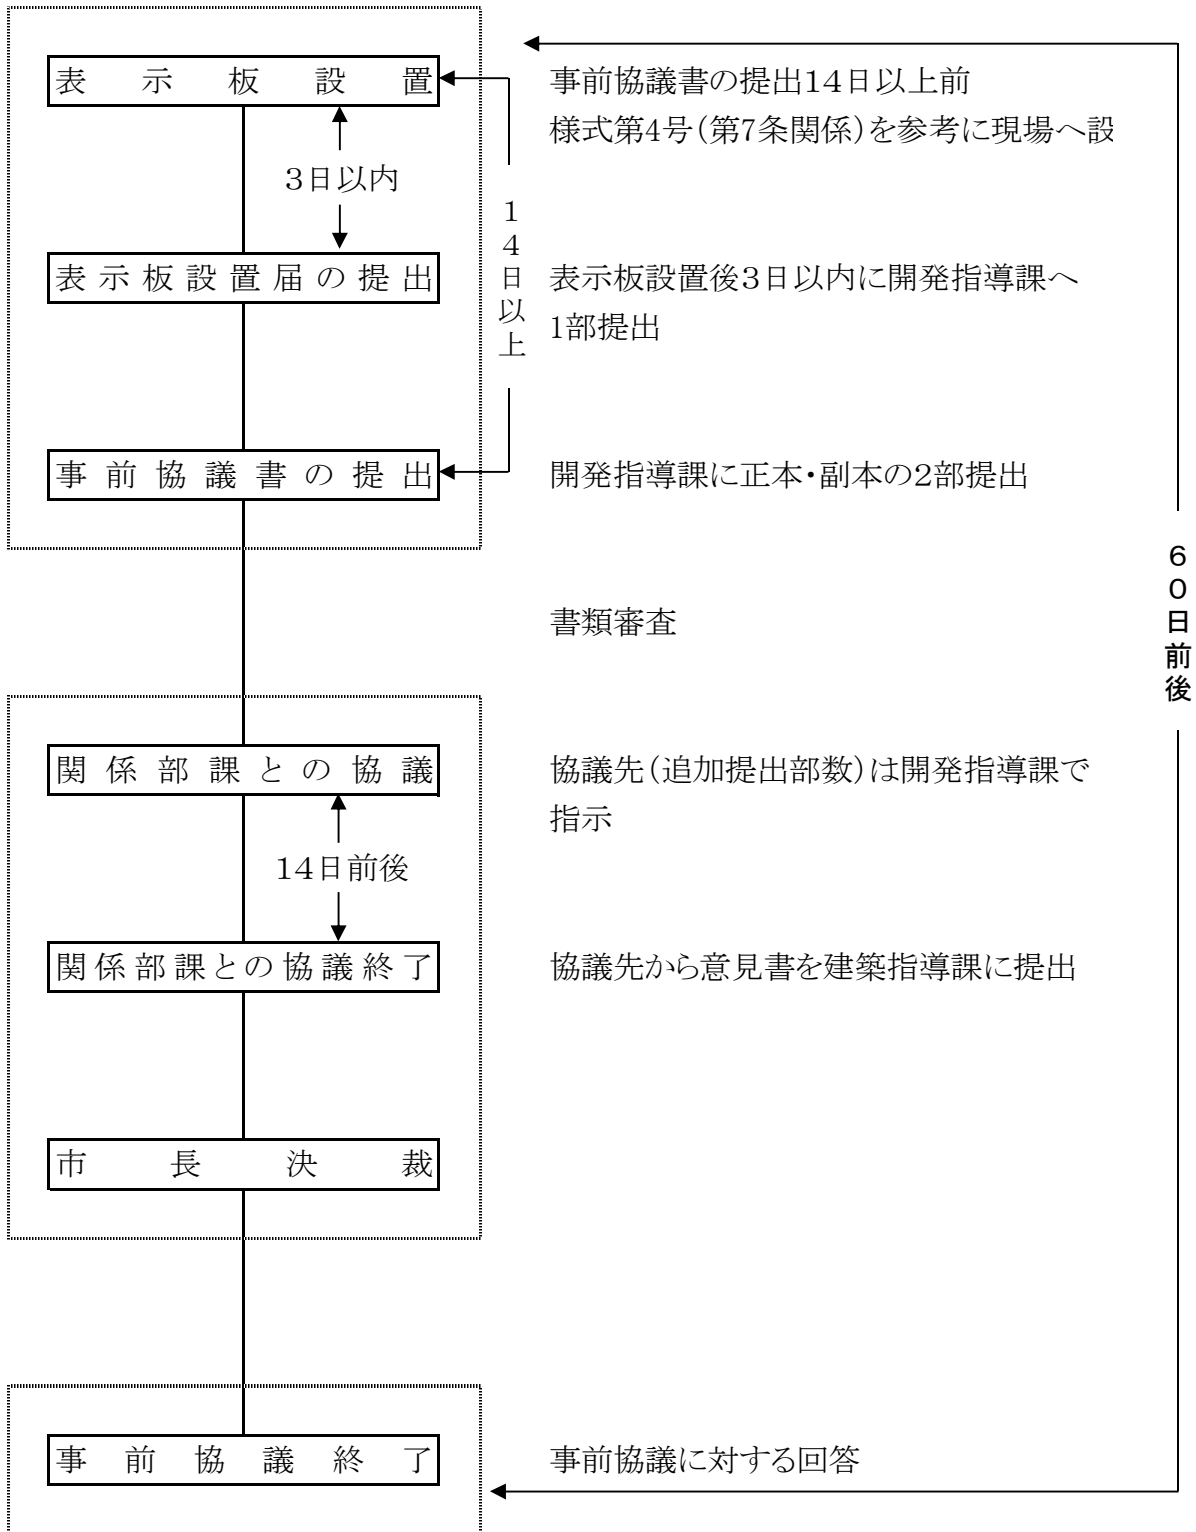 表示板設置
事前協議書の提出14日以上前
様式第4号(第7条関係)を参考に現場へ設
3日以内
14日以上
表示板設置届の提出
表示板設置後3日以内に開発指導課へ
1部提出
事前協議書の提出
開発指導課に正本・副本の2部提出
60日前後
書類審査
関係部課との協議
協議先(追加提出部数)は開発指導課で
指示
14日前後
関係部課との協議終了
協議先から意見書を建築指導課に提出
市長決裁
事前協議終了
事前協議に対する回答